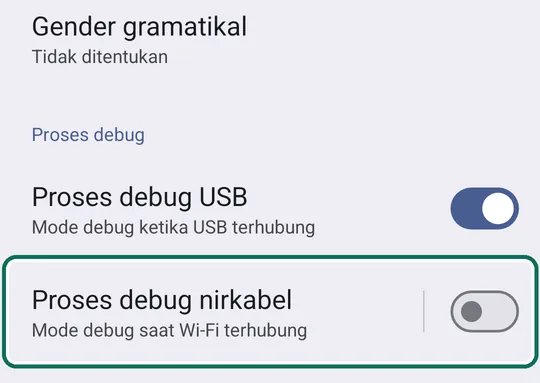 Gender gramatikal
Tidak ditentukan
Proses debug
Proses debug USB
Mode debug ketika USB terhubung
Proses debug nirkabel
Mode debug saat Wi-Fi terhubung